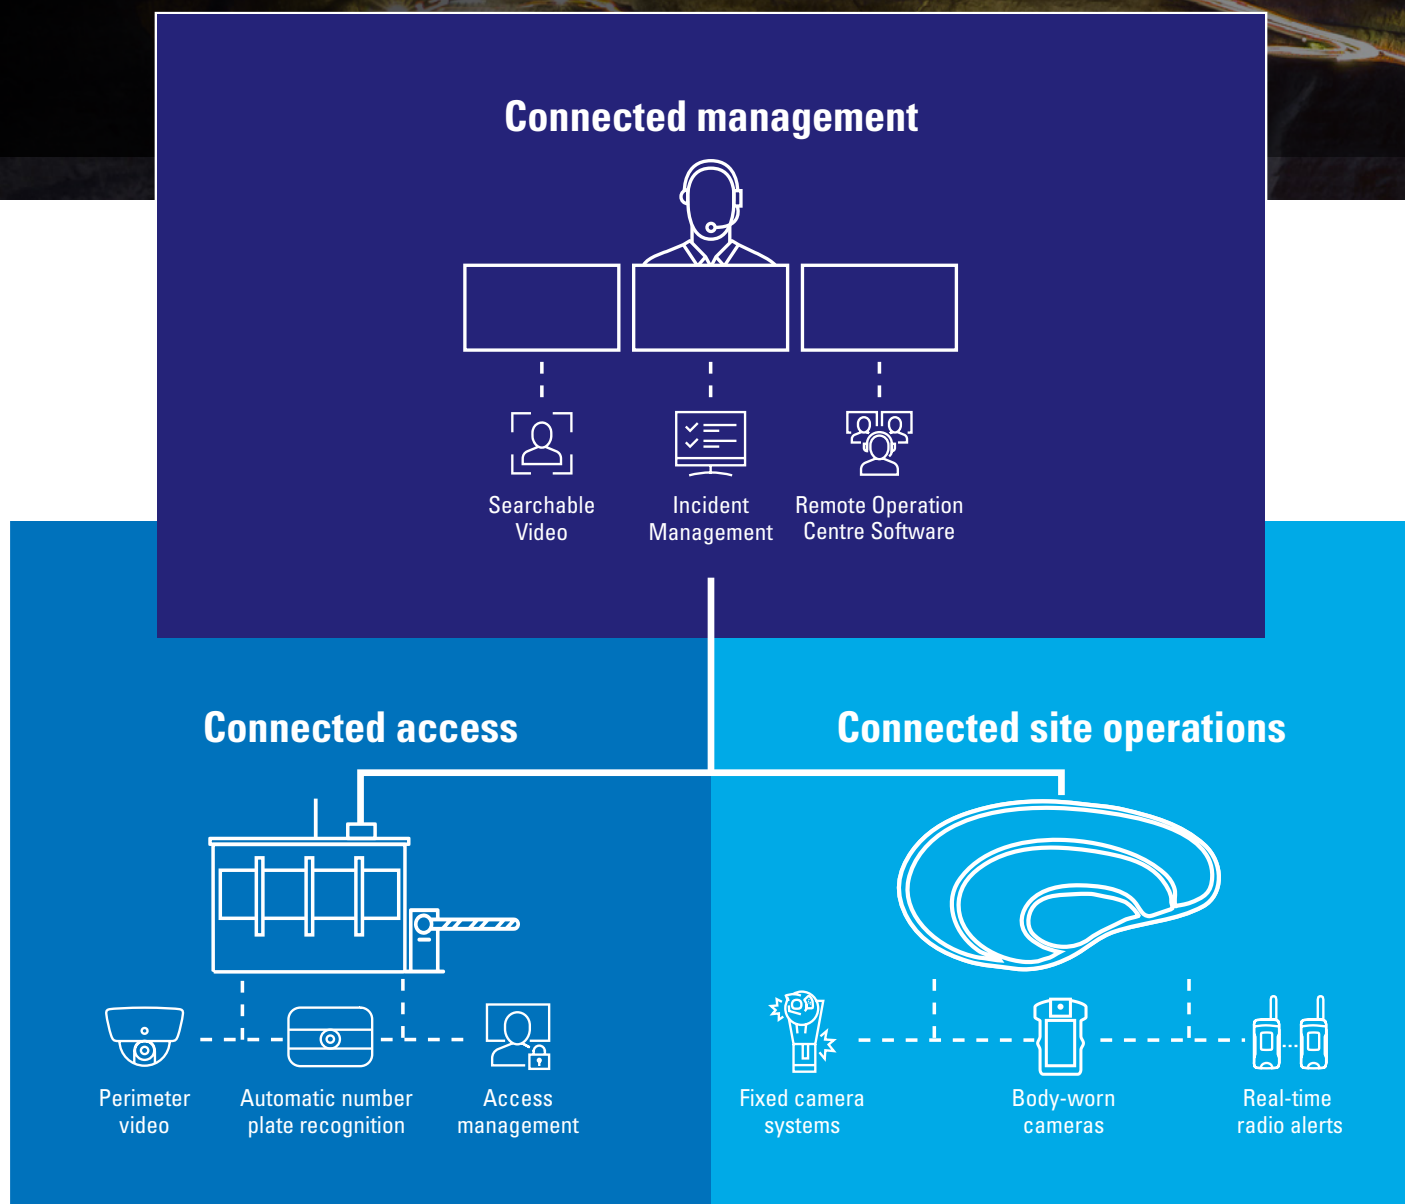 Connected management
Searchable
Video
Incident
Management
Remote Operation
Centre Software
Connected access
Connected site operations
Perimeter
video
Automatic number
plate recognition
Access
management
Fixed camera
systems
Body-worn
cameras
Real-time
radio alerts